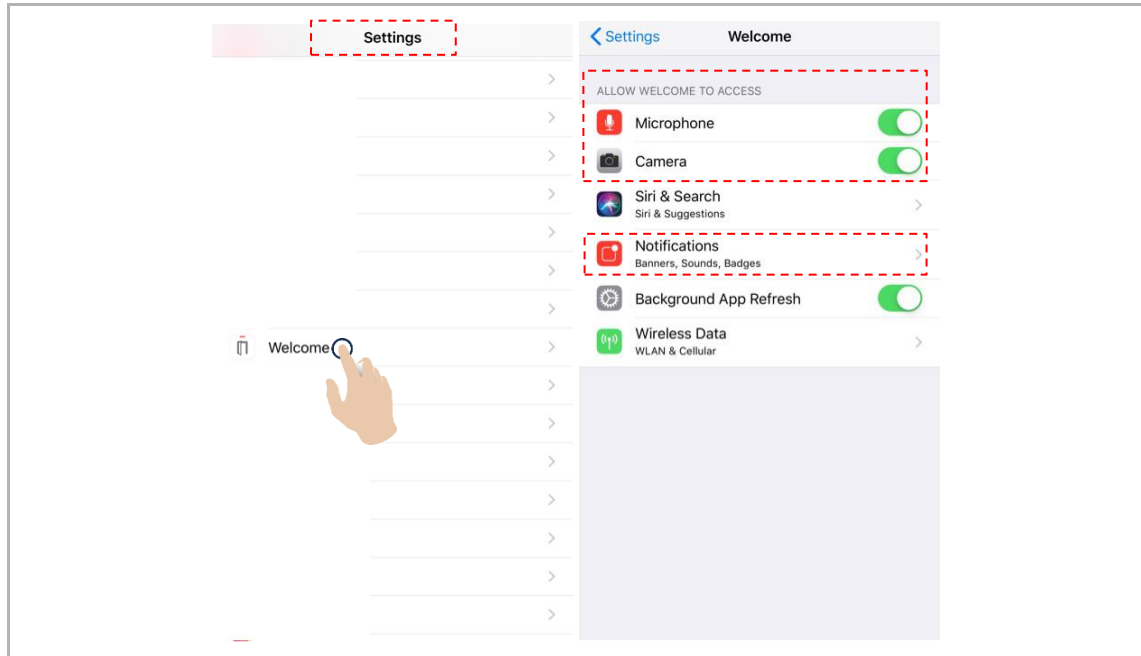 Settings
Welcome
Settings
Welcome
ALLOW WELCOME TO ACCESS
Microphone
Camera
Siri & Search
Siri & Suggestions
Notifications
Banners, Sounds, Badges
Background App Refresh
Wireless Data
WLAN & Cellular